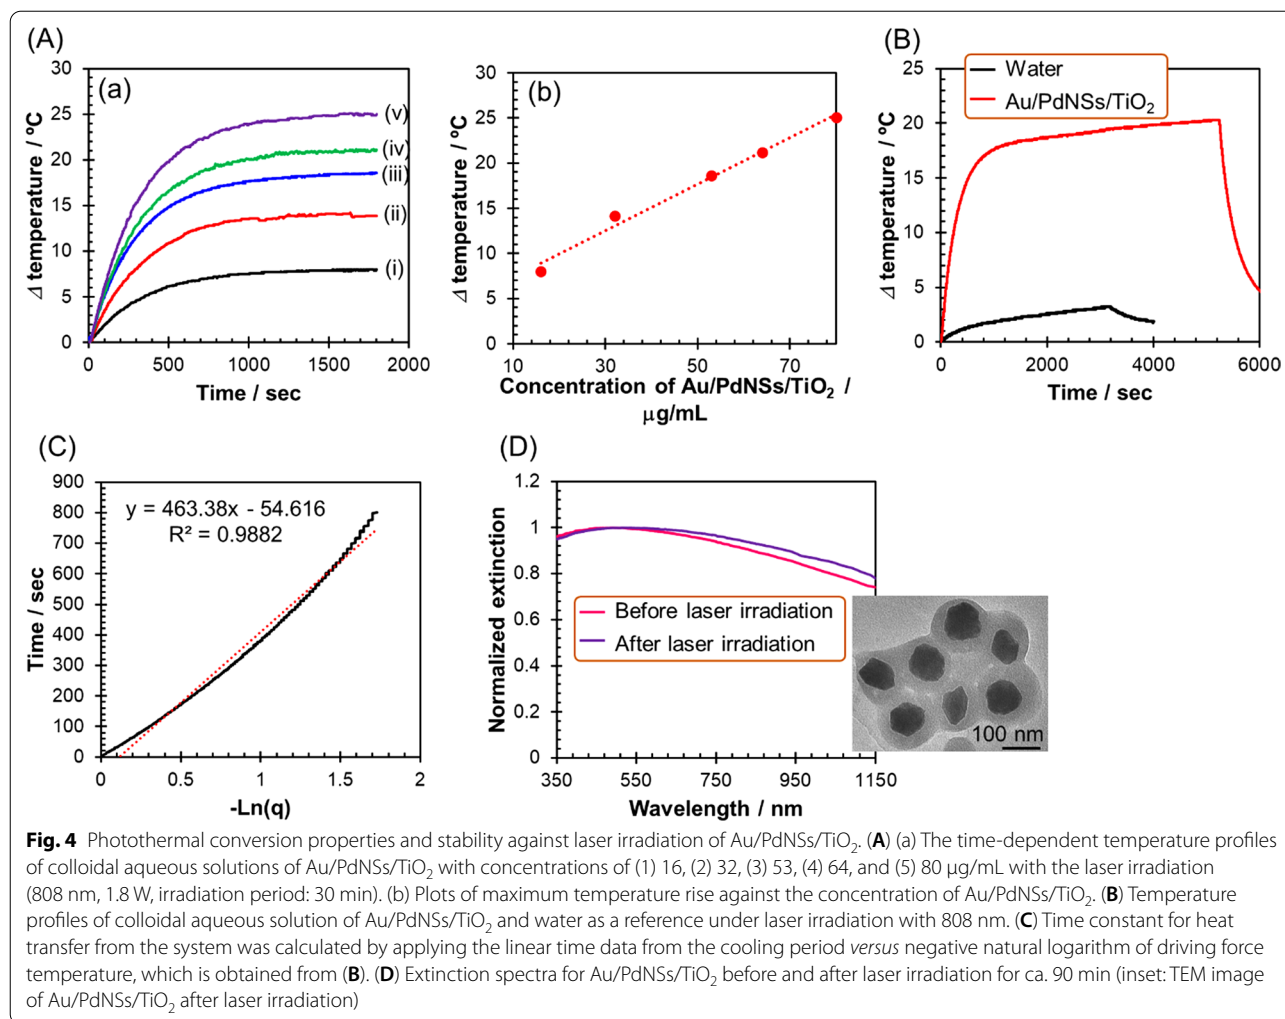 (A)
(a)
30
25
20
15
10
5
0
Δ temperature / ºC
(v)
(iv)
(iii)
(ii)
(i)
0 500 1000 1500 2000
Time / sec
(b)
30
25
20
15
10
5
0
Δ temperature / ºC
10 30 50 70
Concentration of Au/PdNSs/TiO₂ /
μg/mL
(B)
25
20
15
10
5
0
Δ temperature / ºC
Water
Au/PdNSs/TiO₂
0 2000 4000 6000
Time / sec
(C)
900
800
700
600
500
400
300
200
100
0
Time / sec
y = 463.38x - 54.616
R² = 0.9882
0 0.5 1 1.5 2
-Ln(q)
(D)
1.2
1
0.8
0.6
0.4
0.2
0
Normalized extinction
Before laser irradiation
After laser irradiation
100 nm
350 550 750 950 1150
Wavelength / nm
Fig. 4 Photothermal conversion properties and stability against laser irradiation of Au/PdNSs/TiO₂. (A) (a) The time-dependent temperature profiles
of colloidal aqueous solutions of Au/PdNSs/TiO₂ with concentrations of (1) 16, (2) 32, (3) 53, (4) 64, and (5) 80 μg/mL with the laser irradiation
(808 nm, 1.8 W, irradiation period: 30 min). (b) Plots of maximum temperature rise against the concentration of Au/PdNSs/TiO₂. (B) Temperature
profiles of colloidal aqueous solution of Au/PdNSs/TiO₂ and water as a reference under laser irradiation with 808 nm. (C) Time constant for heat
transfer from the system was calculated by applying the linear time data from the cooling period versus negative natural logarithm of driving force
temperature, which is obtained from (B). (D) Extinction spectra for Au/PdNSs/TiO₂ before and after laser irradiation for ca. 90 min (inset: TEM image
of Au/PdNSs/TiO₂ after laser irradiation)